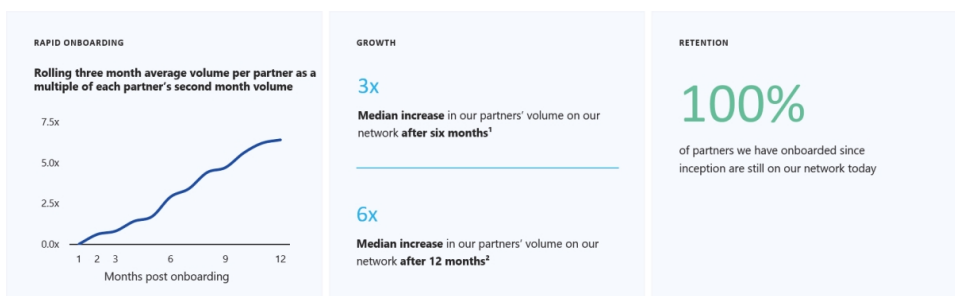 RAPID ONBOARDING
Rolling three month average volume per partner as a
multiple of each partner's second month volume
7.5x
5.0x
2.5x
0.0x
1 2 3 6 9 12
Months post onboarding
GROWTH
3x
Median increase in our partners' volume on our
network after six months¹
6x
Median increase in our partners' volume on our
network after 12 months²
RETENTION
100%
of partners we have onboarded since
inception are still on our network today